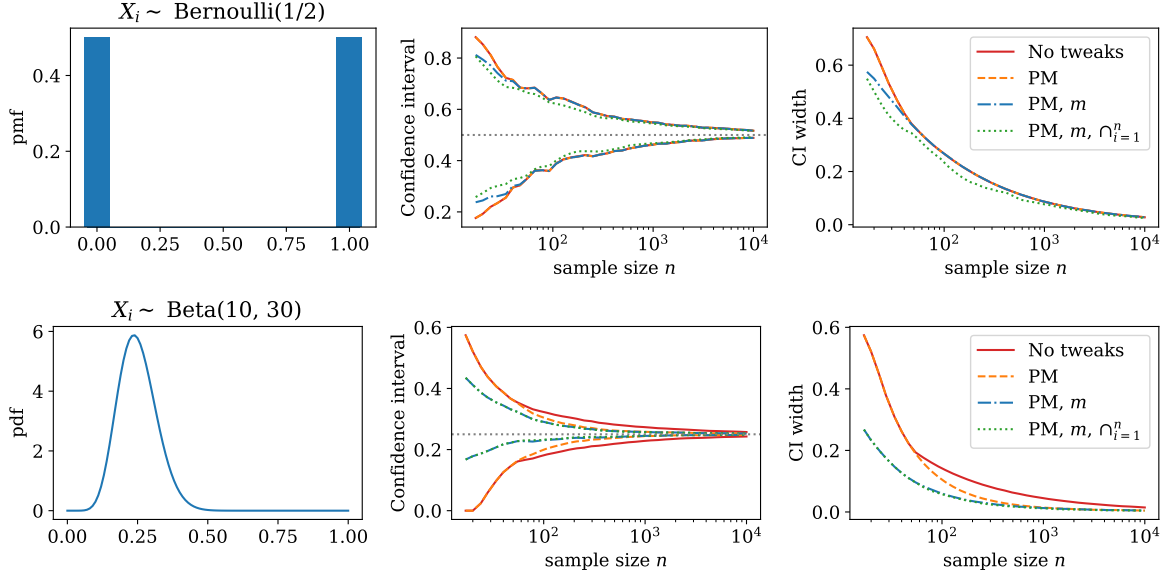 X_i ∼ Bernoulli(1/2)
pmf
0.4
0.2
0.0
0.00 0.25 0.50 0.75 1.00
Confidence interval
0.8
0.6
0.4
0.2
10² 10³ 10⁴
sample size n
CI width
0.6
0.4
0.2
0.0
No tweaks
PM
PM, m
PM, m, ∩ⁿᵢ₌₁
10² 10³ 10⁴
sample size n
X_i ∼ Beta(10, 30)
pdf
6
4
2
0
0.00 0.25 0.50 0.75 1.00
Confidence interval
0.6
0.4
0.2
0.0
10² 10³ 10⁴
sample size n
CI width
0.6
0.4
0.2
0.0
No tweaks
PM
PM, m
PM, m, ∩ⁿᵢ₌₁
10² 10³ 10⁴
sample size n